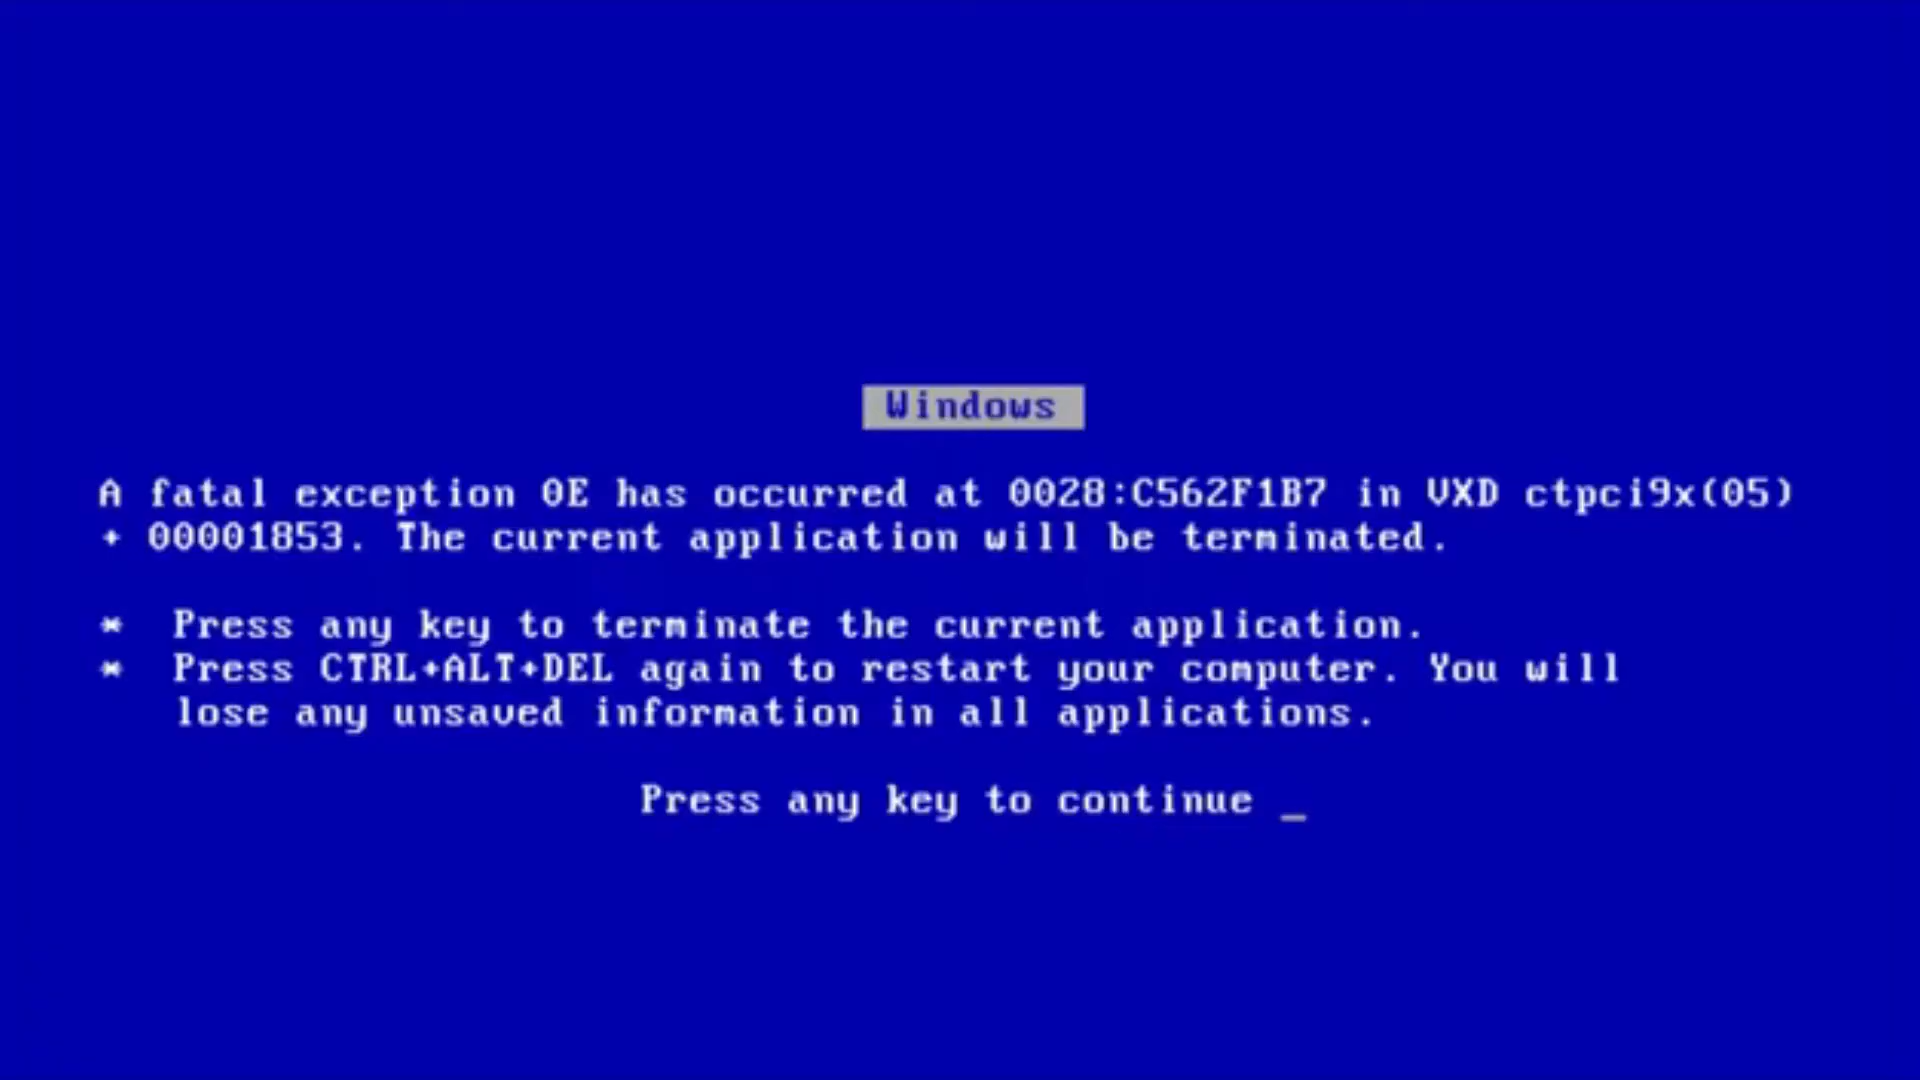 Windows
A fatal exception 0E has occurred at 0028:C562F1B7 in VXD ctpci9x(05)
+ 00001853. The current application will be terminated.
* Press any key to terminate the current application.
* Press CTRL+ALT+DEL again to restart your computer. You will
lose any unsaved information in all applications.
Press any key to continue _